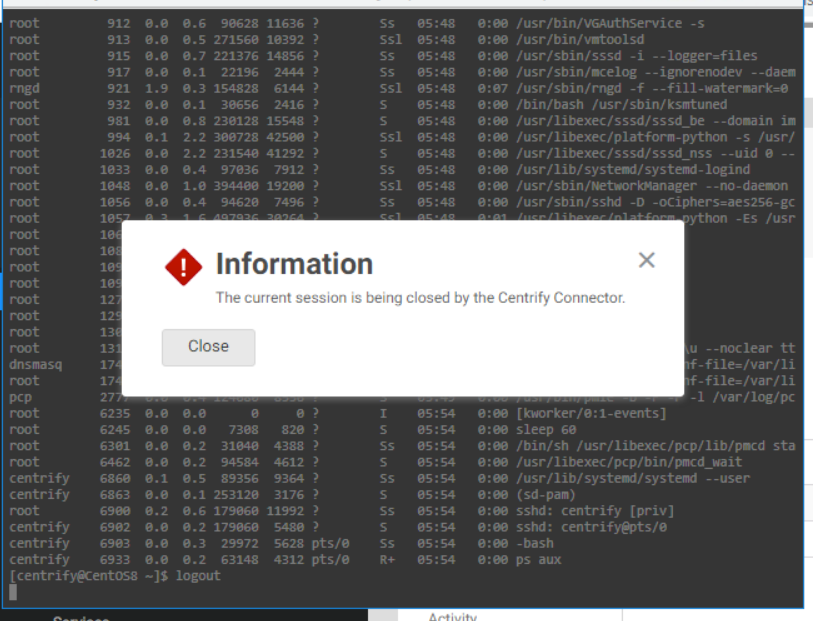 root 912 0.0 0.6 90628 11636 ? Ss 05:48 0:00 /usr/bin/VGAuthService -s
root 913 0.0 0.5 271560 10392 ? Ssl 05:48 0:00 /usr/bin/vmtoolsd
root 915 0.0 0.7 221376 14856 ? Ss 05:48 0:00 /usr/sbin/sssd -i --logger=files
root 917 0.0 0.1 22196 2444 ? Ss 05:48 0:00 /usr/sbin/mcelog --ignorenodev --daem
rngd 921 1.9 0.3 154828 6144 ? Ssl 05:48 0:07 /usr/sbin/rngd -f --fill-watermark=0
root 932 0.0 0.1 30656 2416 ? S 05:48 0:00 /bin/bash /usr/sbin/ksmtuned
root 981 0.0 0.8 230128 15548 ? S 05:48 0:00 /usr/libexec/sssd/sssd_be --domain im
root 994 0.1 2.2 300728 42500 ? Ssl 05:48 0:00 /usr/libexec/platform-python -s /usr/
root 1026 0.0 2.2 231540 41292 ? S 05:48 0:00 /usr/libexec/sssd/sssd_nss --uid 0 --
root 1033 0.0 0.4 97036 7912 ? Ss 05:48 0:00 /usr/lib/systemd/systemd-logind
root 1048 0.0 1.0 394400 19200 ? Ssl 05:48 0:00 /usr/sbin/NetworkManager --no-daemon
root 1056 0.0 0.4 94620 7496 ? Ss 05:48 0:00 /usr/sbin/sshd -D -oCiphers=aes256-gc
root 1057 0.3 1.6 497936 30264 ? Ssl 05:48 0:01 /usr/libexec/platform-python -Es /usr
root 106
root 108
root 109
root 109
root 127
root 129
root 130
root 131 \u --noclear tt
dnsmasq 174 nf-file=/var/li
root 174 nf-file=/var/li
pcp 277 -l /var/log/pc
Information
The current session is being closed by the Centrify Connector.
Close
root 6235 0.0 0.0 0 0 ? I 05:54 0:00 [kworker/0:1-events]
root 6245 0.0 0.0 7308 820 ? S 05:54 0:00 sleep 60
root 6301 0.0 0.2 31040 4388 ? Ss 05:54 0:00 /bin/sh /usr/libexec/pcp/lib/pmcd sta
root 6462 0.0 0.2 94584 4612 ? S 05:54 0:00 /usr/libexec/pcp/bin/pmcd_wait
centrify 6860 0.1 0.5 89356 9364 ? Ss 05:54 0:00 /usr/lib/systemd/systemd --user
centrify 6863 0.0 0.1 253120 3176 ? S 05:54 0:00 (sd-pam)
root 6900 0.2 0.6 179060 11992 ? Ss 05:54 0:00 sshd: centrify [priv]
centrify 6902 0.0 0.2 179060 5480 ? S 05:54 0:00 sshd: centrify@pts/0
centrify 6903 0.0 0.3 29972 5628 pts/0 Ss 05:54 0:00 -bash
centrify 6933 0.0 0.2 63148 4312 pts/0 R+ 05:54 0:00 ps aux
[centrify@CentOS8 ~]$ logout
Services
Activity